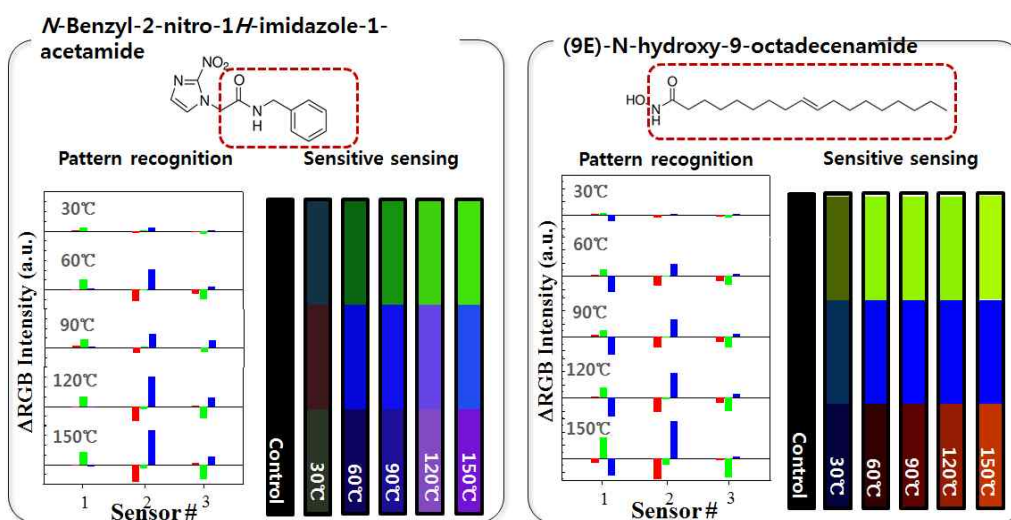 N-Benzyl-2-nitro-1H-imidazole-1-
acetamide
NO₂
N
N
O
N
H
Pattern recognition
Sensitive sensing
ΔRGB Intensity (a.u.)
30℃
60℃
90℃
120℃
150℃
1 2 3
Sensor #
Control
30℃
60℃
90℃
120℃
150℃
(9E)-N-hydroxy-9-octadecenamide
O
HO
N
H
Pattern recognition
Sensitive sensing
ΔRGB Intensity (a.u.)
30℃
60℃
90℃
120℃
150℃
1 2 3
Sensor #
Control
30℃
60℃
90℃
120℃
150℃